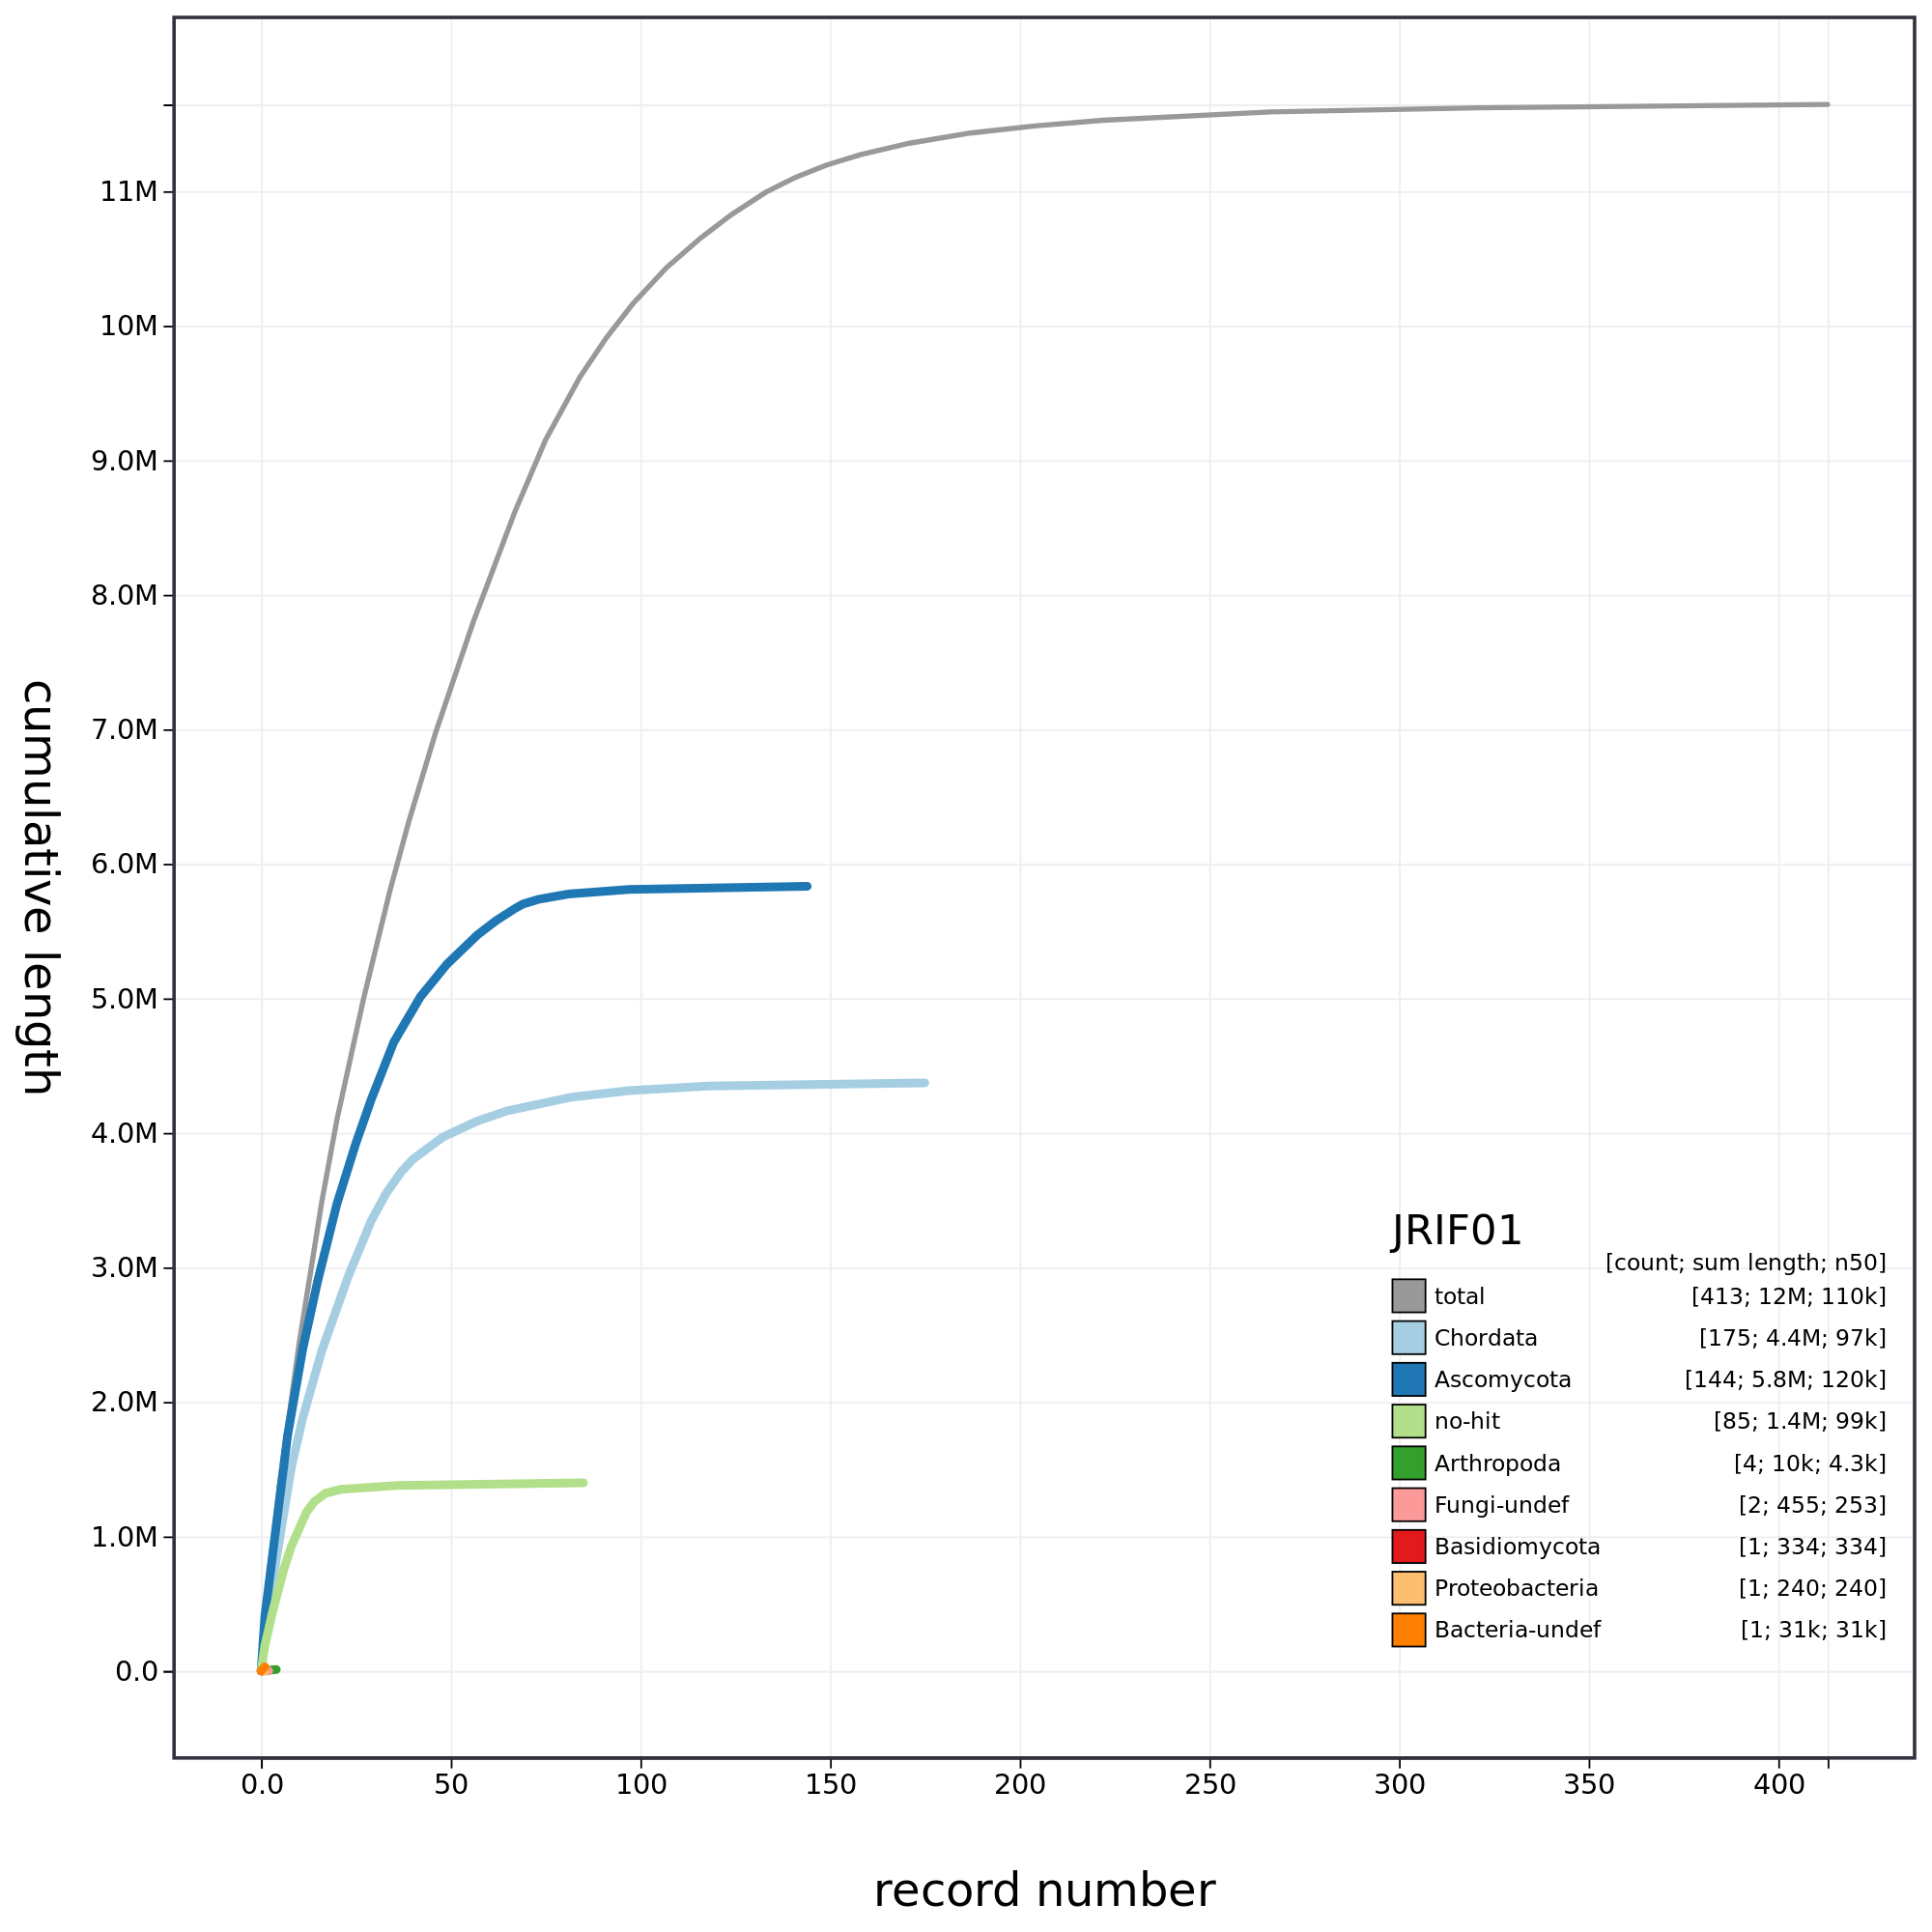 11M
10M
9.0M
8.0M
7.0M
6.0M
5.0M
4.0M
3.0M
2.0M
1.0M
0.0
cumulative length
JRIF01
[count; sum length; n50]
total [413; 12M; 110k]
Chordata [175; 4.4M; 97k]
Ascomycota [144; 5.8M; 120k]
no-hit [85; 1.4M; 99k]
Arthropoda [4; 10k; 4.3k]
Fungi-undef [2; 455; 253]
Basidiomycota [1; 334; 334]
Proteobacteria [1; 240; 240]
Bacteria-undef [1; 31k; 31k]
0.0 50 100 150 200 250 300 350 400
record number